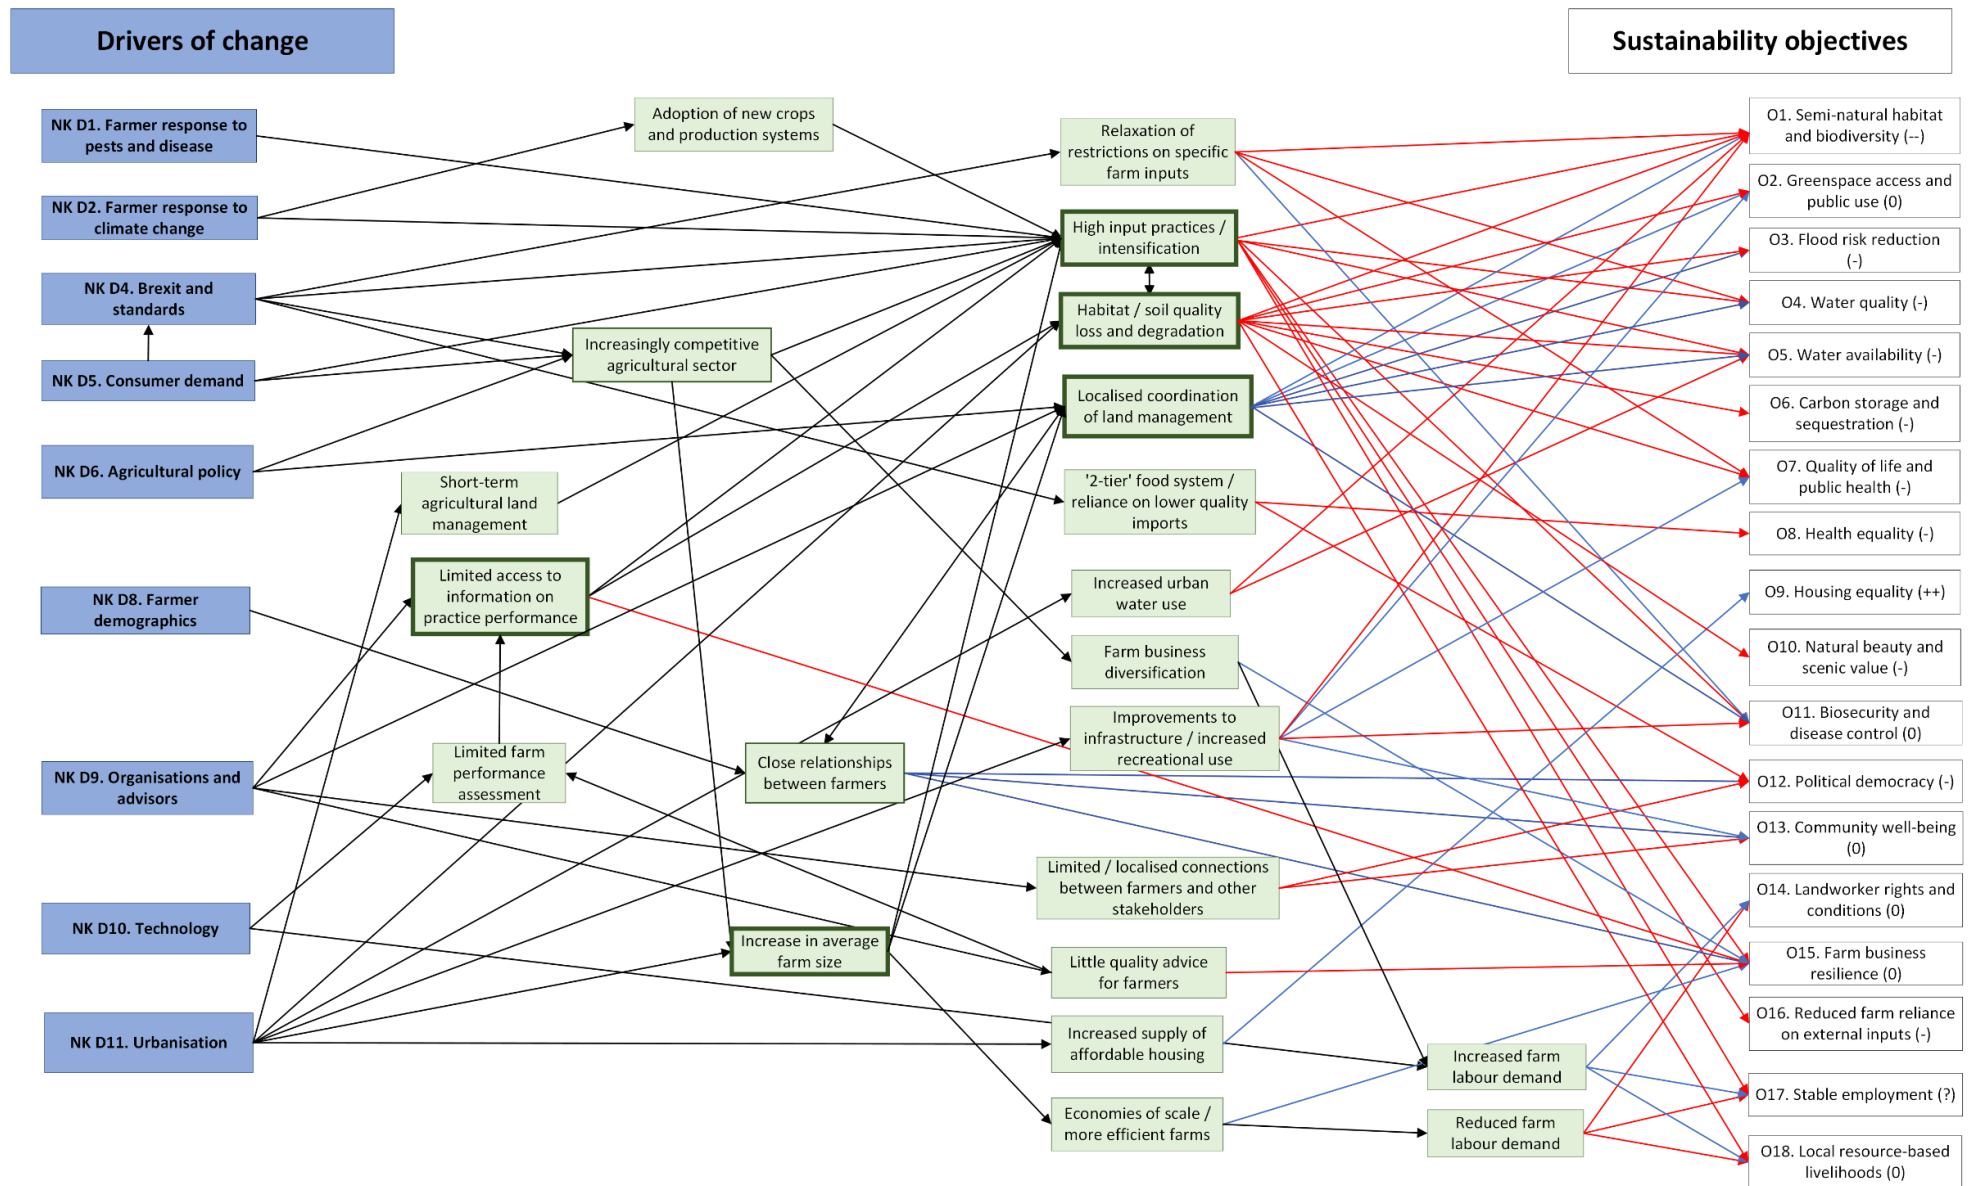 Drivers of change
Sustainability objectives
NK D1. Farmer response to
pests and disease
NK D2. Farmer response to
climate change
NK D4. Brexit and
standards
NK D5. Consumer demand
NK D6. Agricultural policy
NK D8. Farmer
demographics
NK D9. Organisations and
advisors
NK D10. Technology
NK D11. Urbanisation
Adoption of new crops
and production systems
Increasingly competitive
agricultural sector
Short-term
agricultural land
management
Limited access to
information on
practice performance
Limited farm
performance
assessment
Close relationships
between farmers
Increase in average
farm size
Relaxation of
restrictions on specific
farm inputs
High input practices /
intensification
Habitat / soil quality
loss and degradation
Localised coordination
of land management
'2-tier' food system /
reliance on lower quality
imports
Increased urban
water use
Farm business
diversification
Improvements to
infrastructure / increased
recreational use
Limited / localised connections
between farmers and other
stakeholders
Little quality advice
for farmers
Increased supply of
affordable housing
Economies of scale /
more efficient farms
Increased farm
labour demand
Reduced farm
labour demand
O1. Semi-natural habitat
and biodiversity (--)
O2. Greenspace access and
public use (0)
O3. Flood risk reduction
(-)
O4. Water quality (-)
O5. Water availability (-)
O6. Carbon storage and
sequestration (-)
O7. Quality of life and
public health (-)
O8. Health equality (-)
O9. Housing equality (++)
O10. Natural beauty and
scenic value (-)
O11. Biosecurity and
disease control (0)
O12. Political democracy (-)
O13. Community well-being
(0)
O14. Landworker rights and
conditions (0)
O15. Farm business
resilience (0)
O16. Reduced farm reliance
on external inputs (-)
O17. Stable employment (?)
O18. Local resource-based
livelihoods (0)